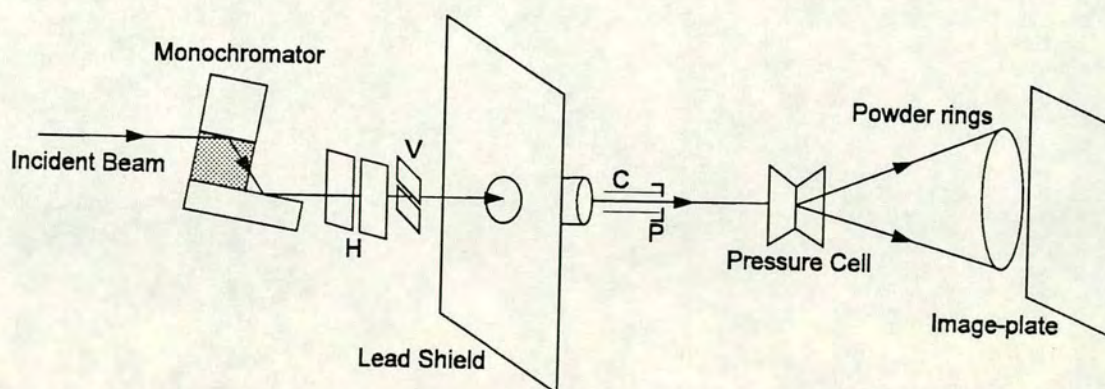 Monochromator
Incident Beam
H
V
Lead Shield
C
P
Pressure Cell
Powder rings
Image-plate